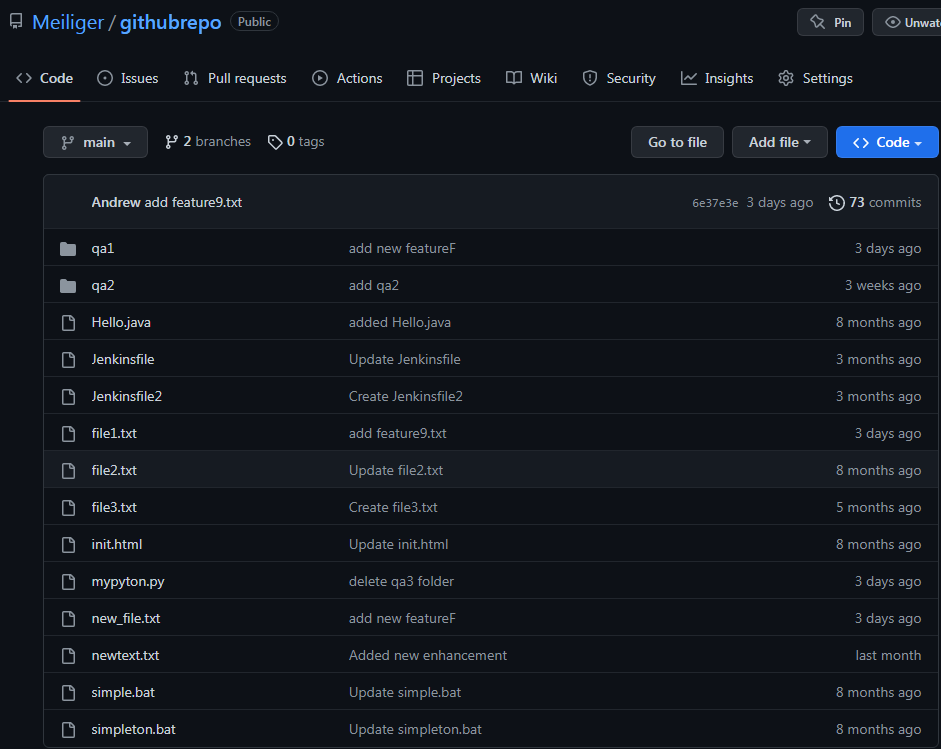 Meiliger / githubrepo Public Pin Unwat
Code Issues Pull requests Actions Projects Wiki Security Insights Settings
main 2 branches 0 tags Go to file Add file Code
Andrew add feature9.txt 6e37e3e 3 days ago 73 commits
qa1 add new featureF 3 days ago
qa2 add qa2 3 weeks ago
Hello.java added Hello.java 8 months ago
Jenkinsfile Update Jenkinsfile 3 months ago
Jenkinsfile2 Create Jenkinsfile2 3 months ago
file1.txt add feature9.txt 3 days ago
file2.txt Update file2.txt 8 months ago
file3.txt Create file3.txt 5 months ago
init.html Update init.html 8 months ago
mypyton.py delete qa3 folder 3 days ago
new_file.txt add new featureF 3 days ago
newtext.txt Added new enhancement last month
simple.bat Update simple.bat 8 months ago
simpleton.bat Update simpleton.bat 8 months ago